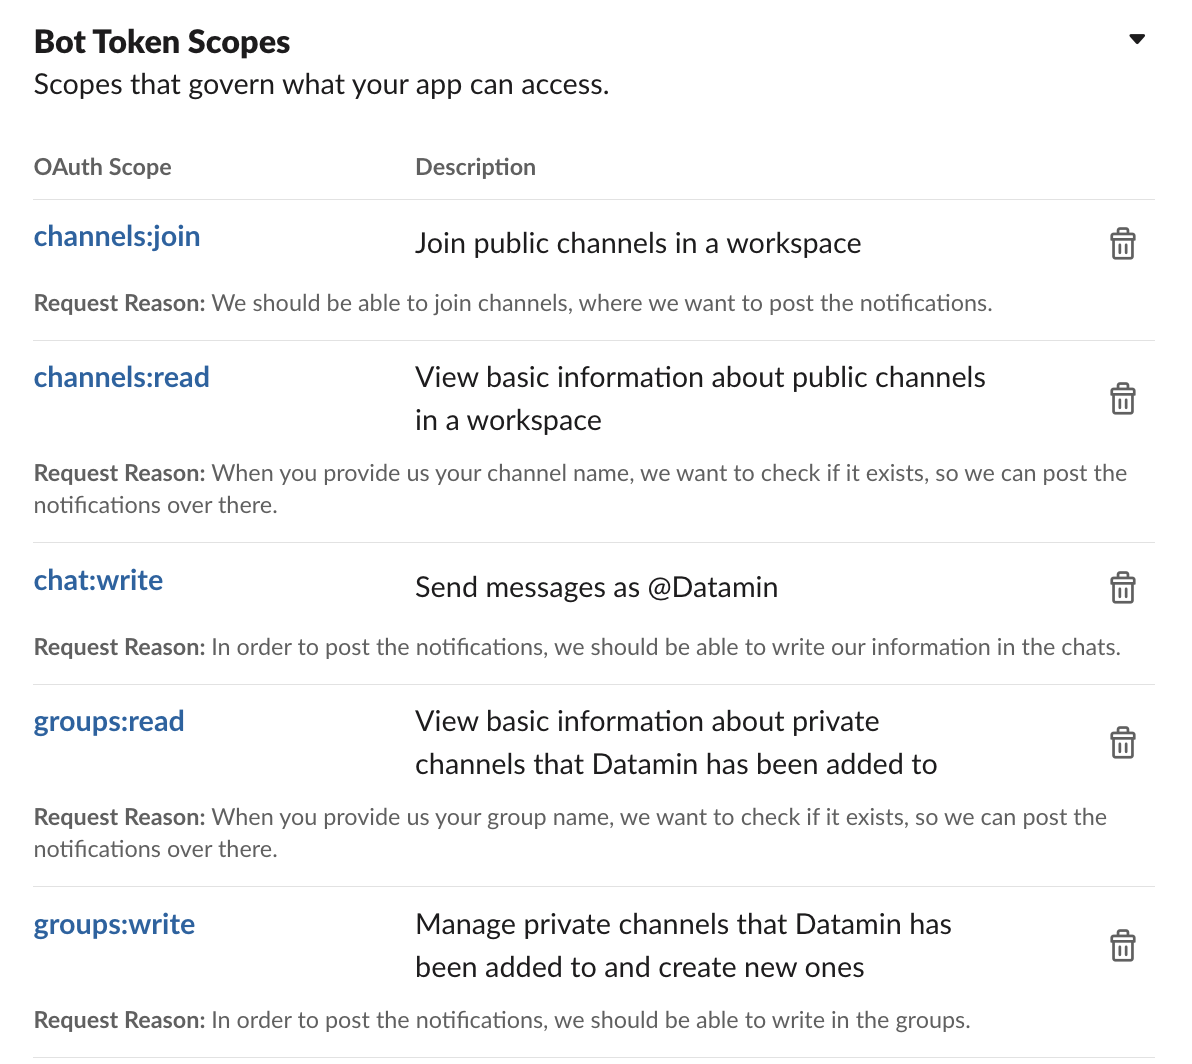 Bot Token Scopes
Scopes that govern what your app can access.
OAuth Scope Description
channels:join Join public channels in a workspace
Request Reason: We should be able to join channels, where we want to post the notifications.
channels:read View basic information about public channels
in a workspace
Request Reason: When you provide us your channel name, we want to check if it exists, so we can post the
notifications over there.
chat:write Send messages as @Datamin
Request Reason: In order to post the notifications, we should be able to write our information in the chats.
groups:read View basic information about private
channels that Datamin has been added to
Request Reason: When you provide us your group name, we want to check if it exists, so we can post the
notifications over there.
groups:write Manage private channels that Datamin has
been added to and create new ones
Request Reason: In order to post the notifications, we should be able to write in the groups.